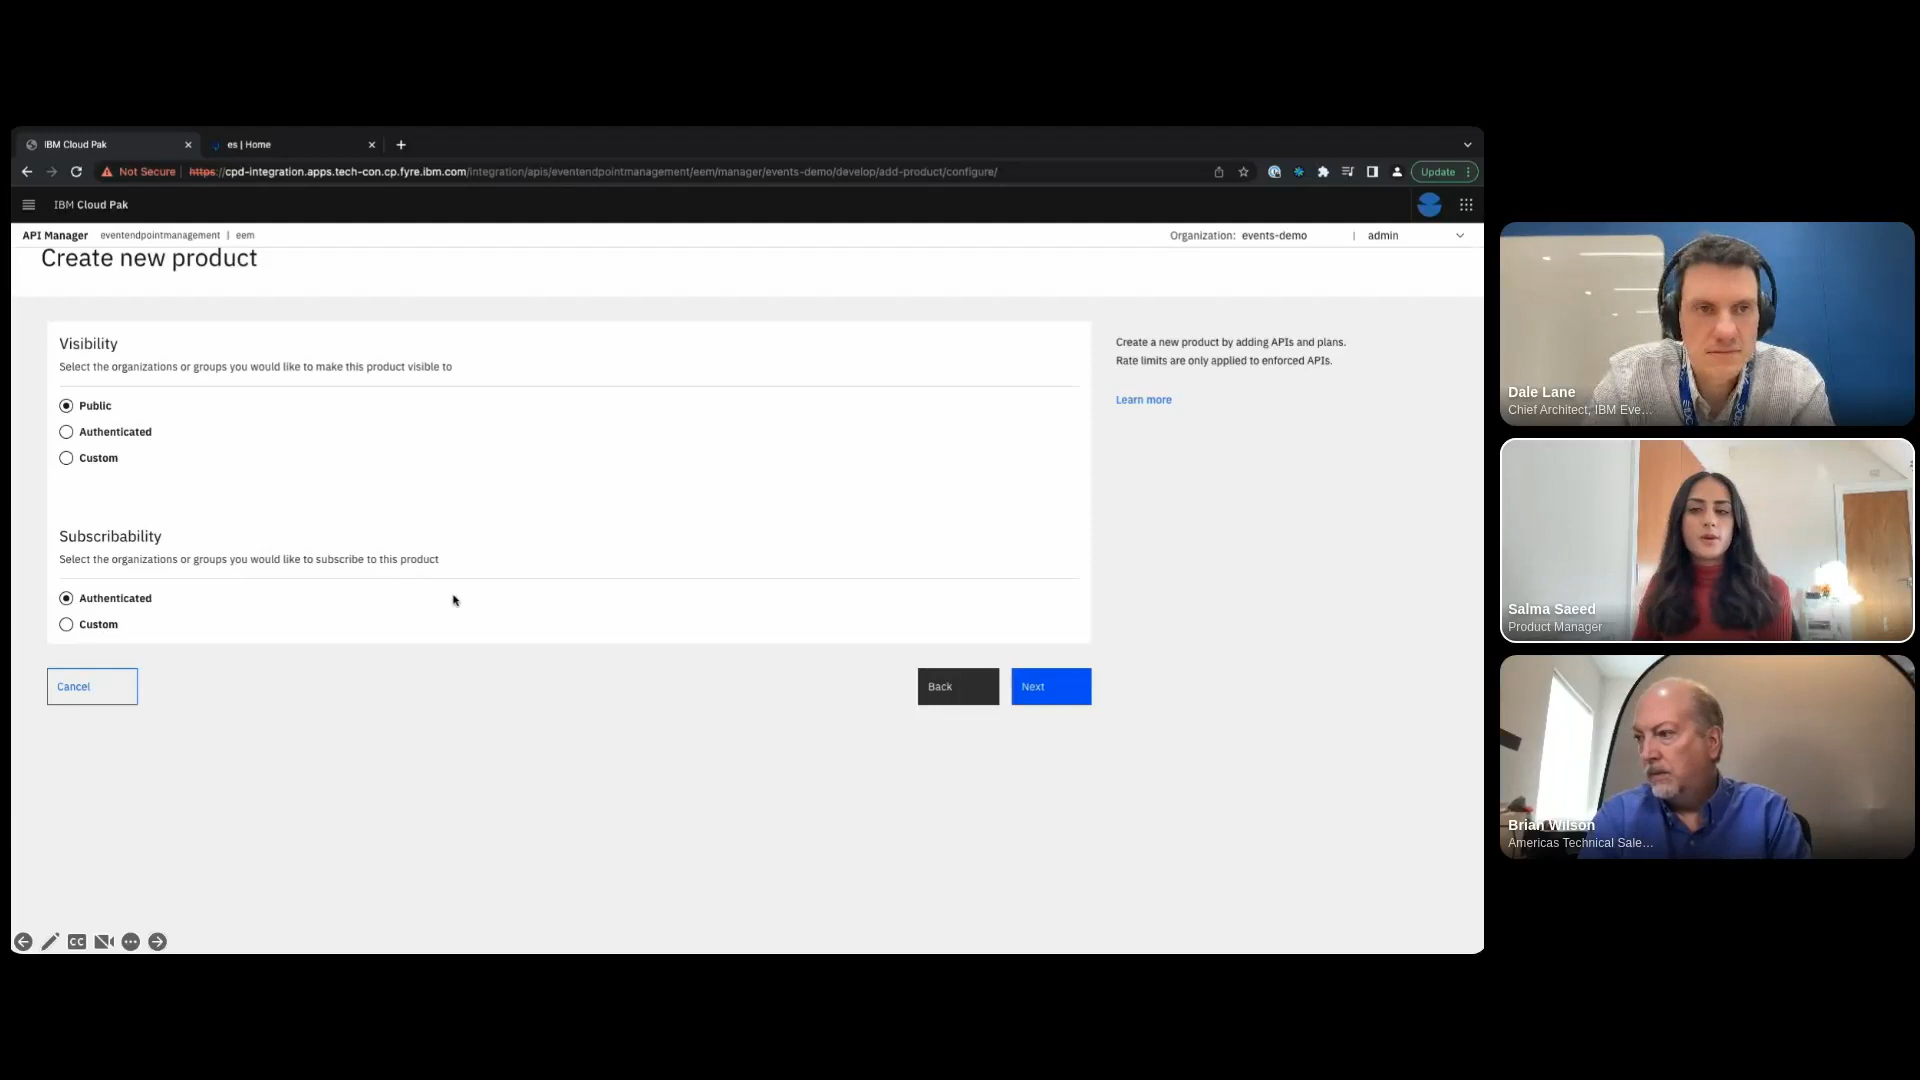 IBM Cloud Pak
es | Home
Not Secure
https://cpd-integration.apps.tech-con.cp.fyre.ibm.com/integration/apis/eventendpointmanagement/eem/manager/events-demo/develop/add-product/configure/
Update
IBM Cloud Pak
API Manager eventendpointmanagement | eem
Organization: events-demo | admin
Create new product
Visibility
Select the organizations or groups you would like to make this product visible to
Public
Authenticated
Custom
Subscribability
Select the organizations or groups you would like to subscribe to this product
Authenticated
Custom
Cancel
Back
Next
Create a new product by adding APIs and plans.
Rate limits are only applied to enforced APIs.
Learn more
CC
Dale Lane
Chief Architect, IBM Eve...
Salma Saeed
Product Manager
Brian Wilson
Americas Technical Sale...